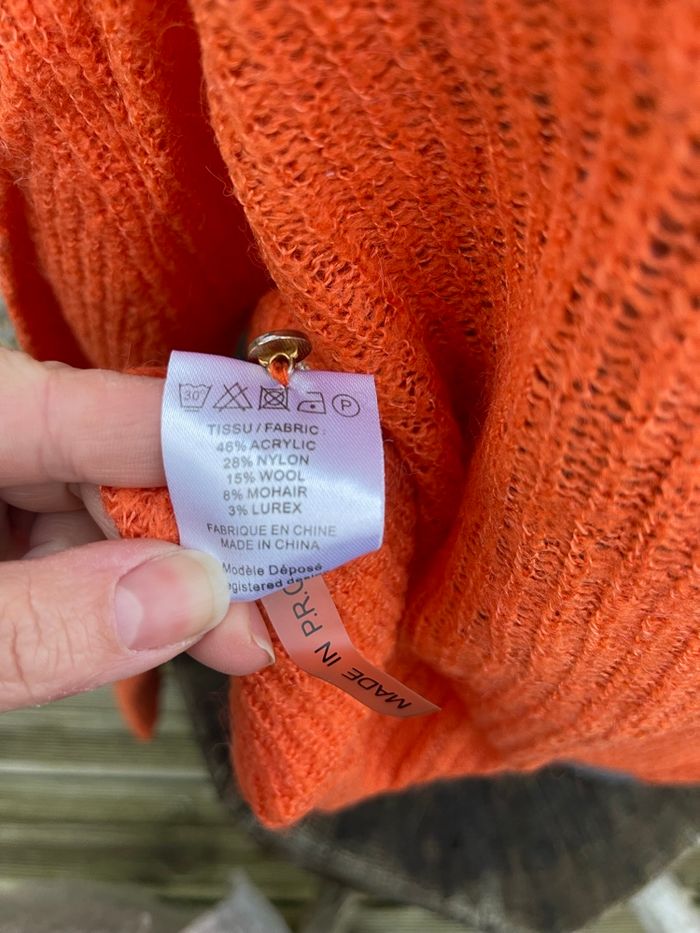 30°
P
TISSU / FABRIC :
46% ACRYLIC
28% NYLON
15% WOOL
8% MOHAIR
3% LUREX
FABRIQUE EN CHINE
MADE IN CHINA
Modèle Déposé
MADE IN P.R.C